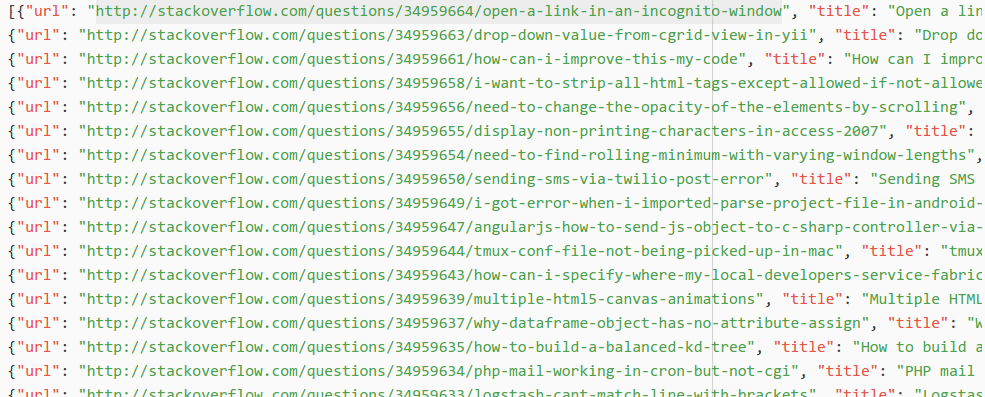 [{"url": "http://stackoverflow.com/questions/34959664/open-a-link-in-an-incognito-window", "title": "Open a lin
{"url": "http://stackoverflow.com/questions/34959663/drop-down-value-from-cgrid-view-in-yii", "title": "Drop do
{"url": "http://stackoverflow.com/questions/34959661/how-can-i-improve-this-my-code", "title": "How can I impro
{"url": "http://stackoverflow.com/questions/34959658/i-want-to-strip-all-html-tags-except-allowed-if-not-allowe
{"url": "http://stackoverflow.com/questions/34959656/need-to-change-the-opacity-of-the-elements-by-scrolling",
{"url": "http://stackoverflow.com/questions/34959655/display-non-printing-characters-in-access-2007", "title":
{"url": "http://stackoverflow.com/questions/34959654/need-to-find-rolling-minimum-with-varying-window-lengths",
{"url": "http://stackoverflow.com/questions/34959650/sending-sms-via-twilio-post-error", "title": "Sending SMS
{"url": "http://stackoverflow.com/questions/34959649/i-got-error-when-i-imported-parse-project-file-in-android-
{"url": "http://stackoverflow.com/questions/34959647/angularjs-how-to-send-js-object-to-c-sharp-controller-via-
{"url": "http://stackoverflow.com/questions/34959644/tmux-conf-file-not-being-picked-up-in-mac", "title": "tmux
{"url": "http://stackoverflow.com/questions/34959643/how-can-i-specify-where-my-local-developers-service-fabric
{"url": "http://stackoverflow.com/questions/34959639/multiple-html5-canvas-animations", "title": "Multiple HTML
{"url": "http://stackoverflow.com/questions/34959637/why-dataframe-object-has-no-attribute-assign", "title": "W
{"url": "http://stackoverflow.com/questions/34959635/how-to-build-a-balanced-kd-tree", "title": "How to build a
{"url": "http://stackoverflow.com/questions/34959634/php-mail-working-in-cron-but-not-cgi", "title": "PHP mail
{"url": "http://stackoverflow.com/questions/34959633/logstash-cant-match-line-with-brackets", "title": "Logstas